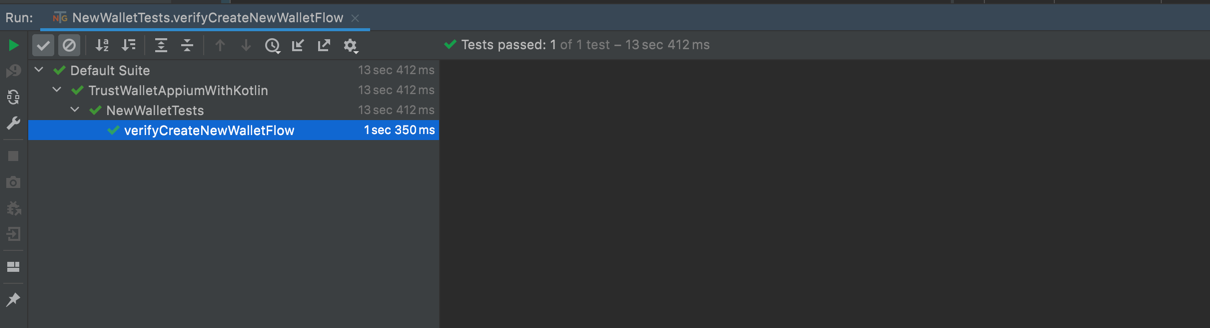 Run: NG NewWalletTests.verifyCreateNewWalletFlow
Tests passed: 1 of 1 test – 13 sec 412 ms
Default Suite 13 sec 412 ms
TrustWalletAppiumWithKotlin 13 sec 412 ms
NewWalletTests 13 sec 412 ms
verifyCreateNewWalletFlow 1 sec 350 ms